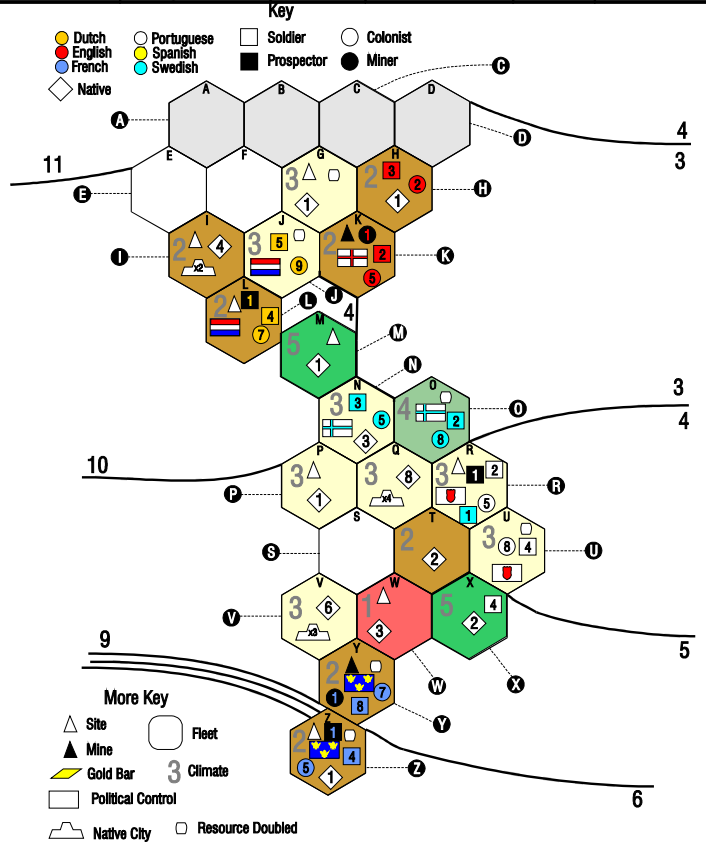 Key
Dutch
English
French
Native
Portuguese
Spanish
Swedish
Soldier
Prospector
Colonist
Miner
C
A B C D
A
D
4
3
11
E F G H
3
1
2
3
2
1
E
H
I J K
2
4
x2
3
5
9
2
1
2
5
I
K
J
L
2
1
4
7
L
4
M
5
1
M
N
N O
3
3
5
3
4
2
8
O
3
4
10
P Q R
3
1
3
8
x4
3
1
2
5
1
P
R
S T U
2
2
3
8
4
S
U
V W X
3
6
x3
1
3
5
4
2
V
5
W
X
9
Y
2
1
7
8
Y
Z
2
1
5
4
1
Z
6
More Key
Site
Mine
Gold Bar
Political Control
Native City
Fleet
3 Climate
Resource Doubled